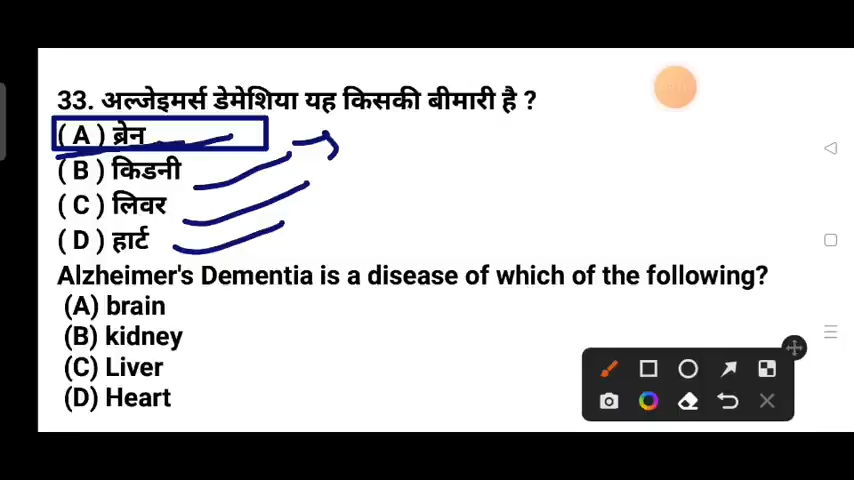 33. अल्जेइमर्स डेमेशिया यह किसकी बीमारी है ?
( A ) ब्रेन
( B ) किडनी
( C ) लिवर
( D ) हार्ट
Alzheimer's Dementia is a disease of which of the following?
(A) brain
(B) kidney
(C) Liver
(D) Heart